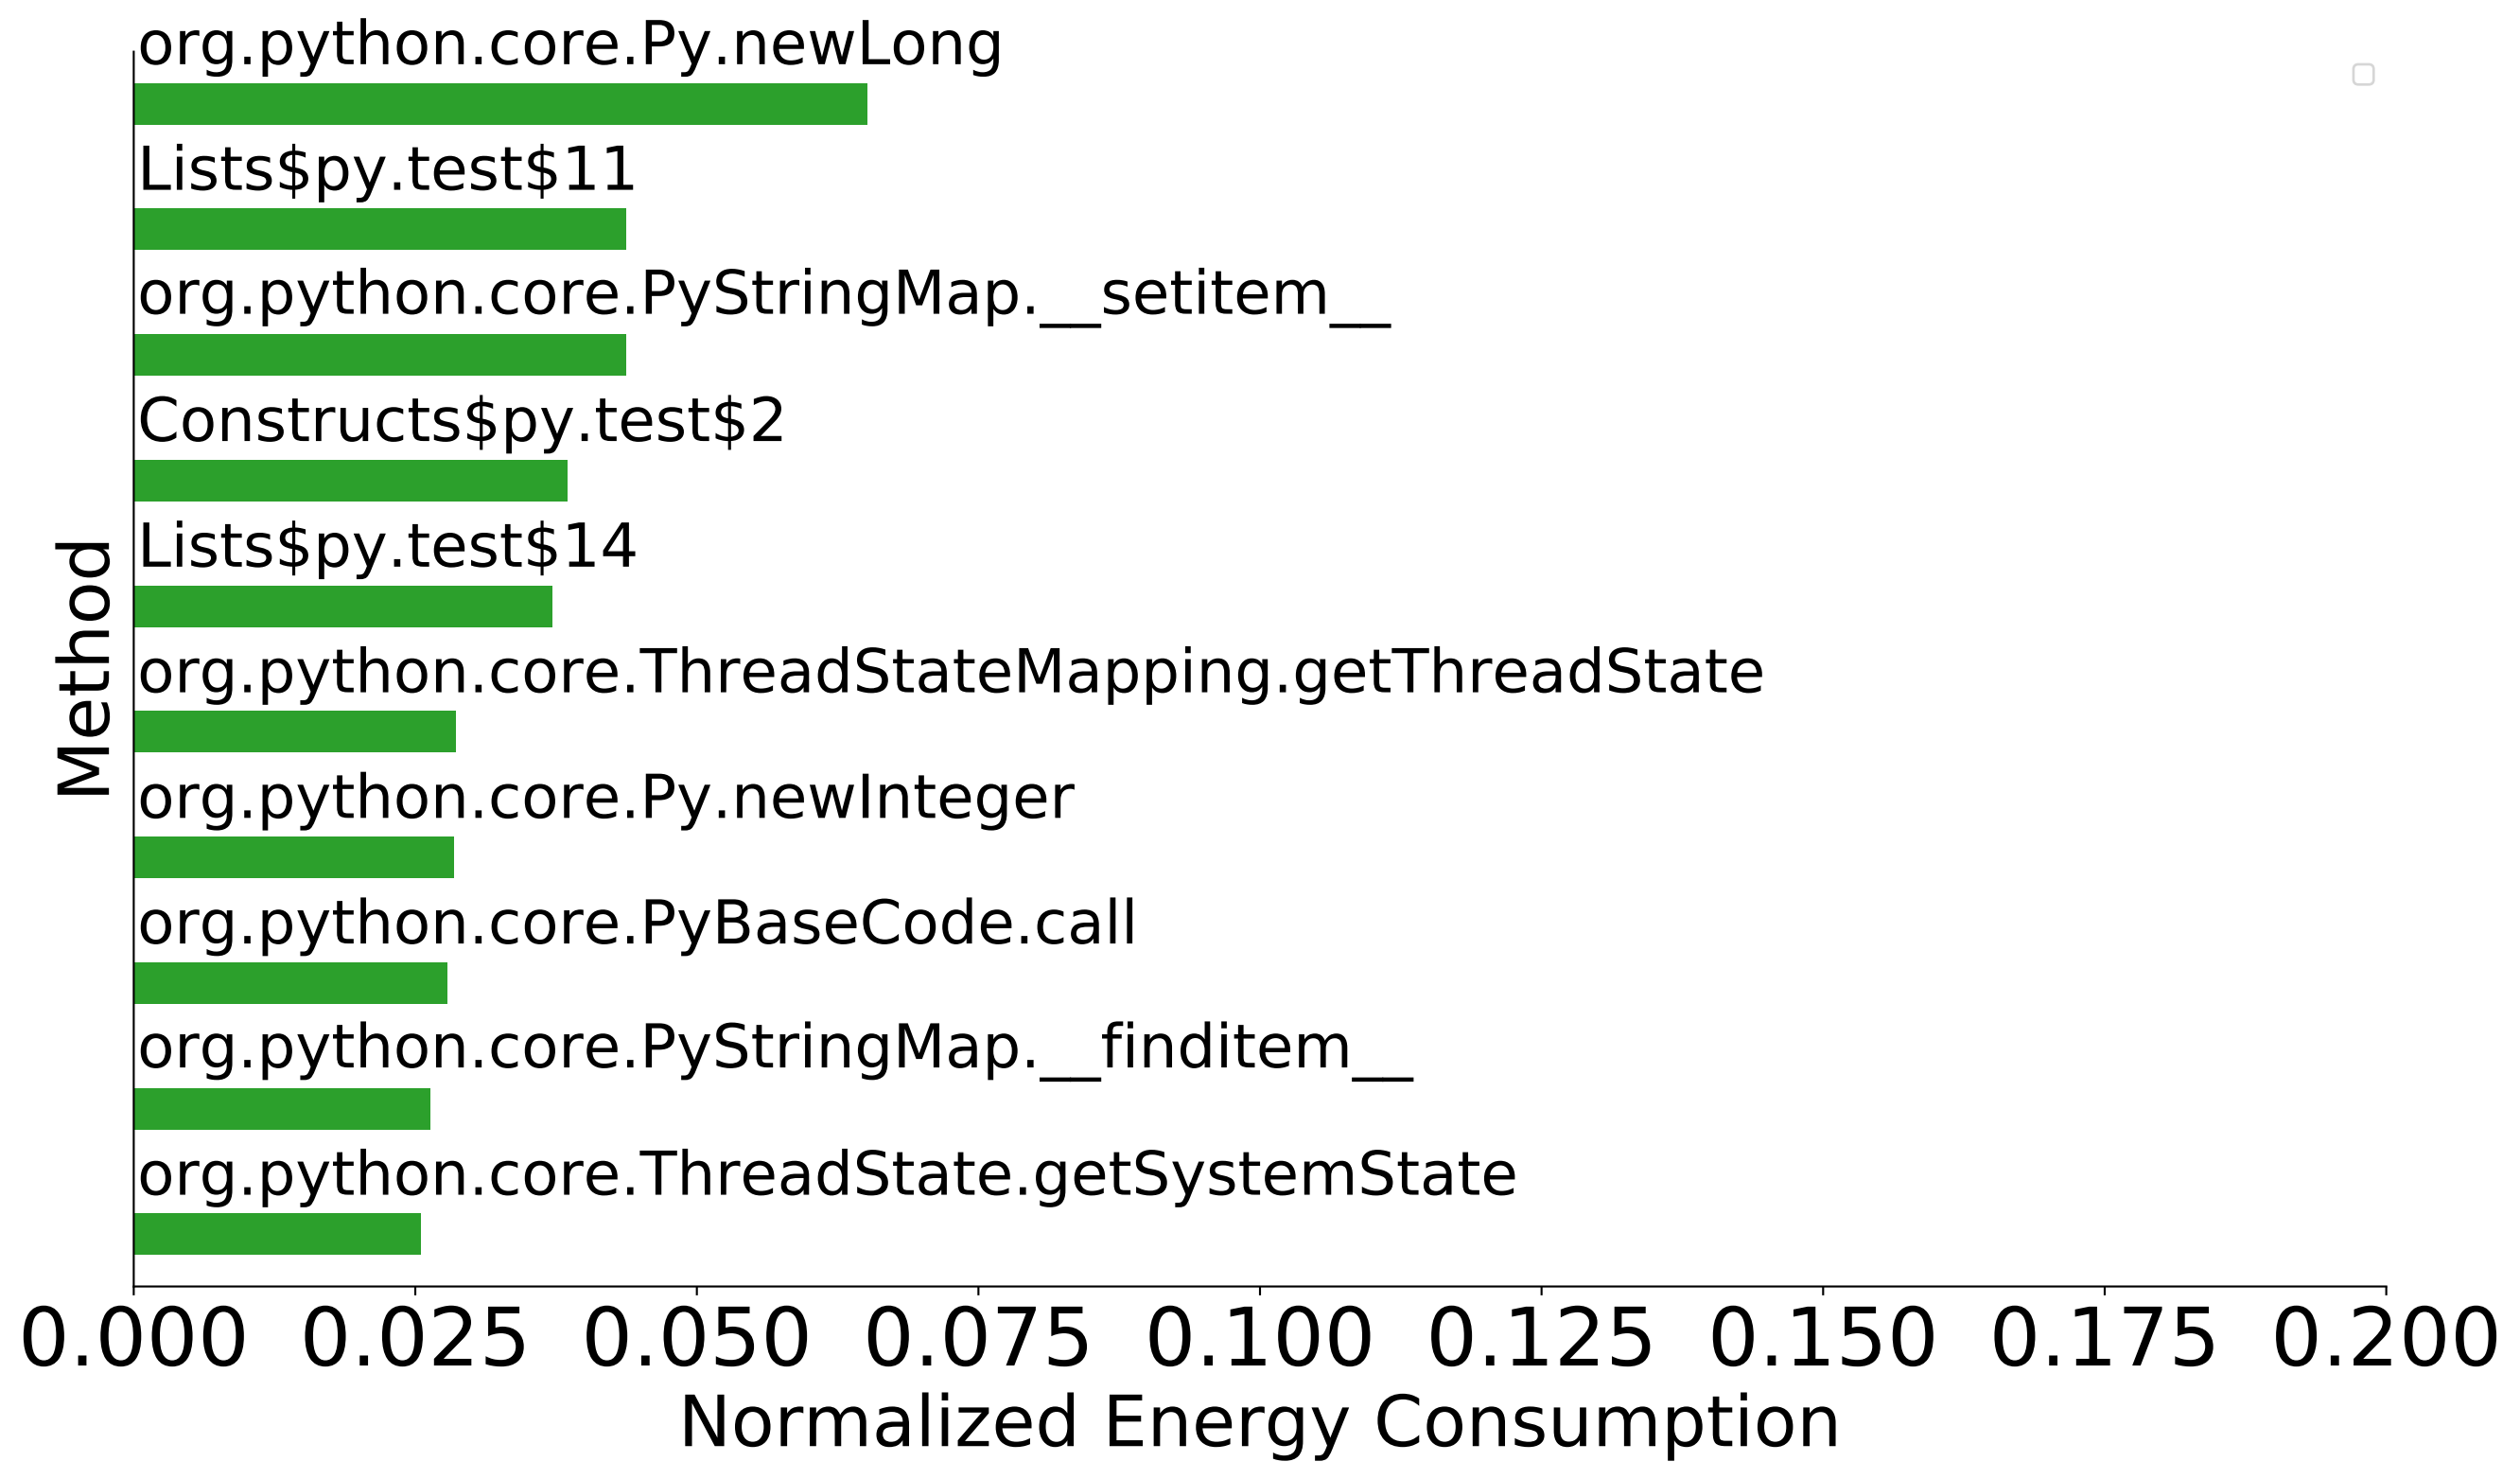 org.python.core.Py.newLong
Lists$py.test$11
org.python.core.PyStringMap.__setitem__
Constructs$py.test$2
Lists$py.test$14
org.python.core.ThreadStateMapping.getThreadState
org.python.core.Py.newInteger
org.python.core.PyBaseCode.call
org.python.core.PyStringMap.__finditem__
org.python.core.ThreadState.getSystemState
Method
0.000 0.025 0.050 0.075 0.100 0.125 0.150 0.175 0.200
Normalized Energy Consumption